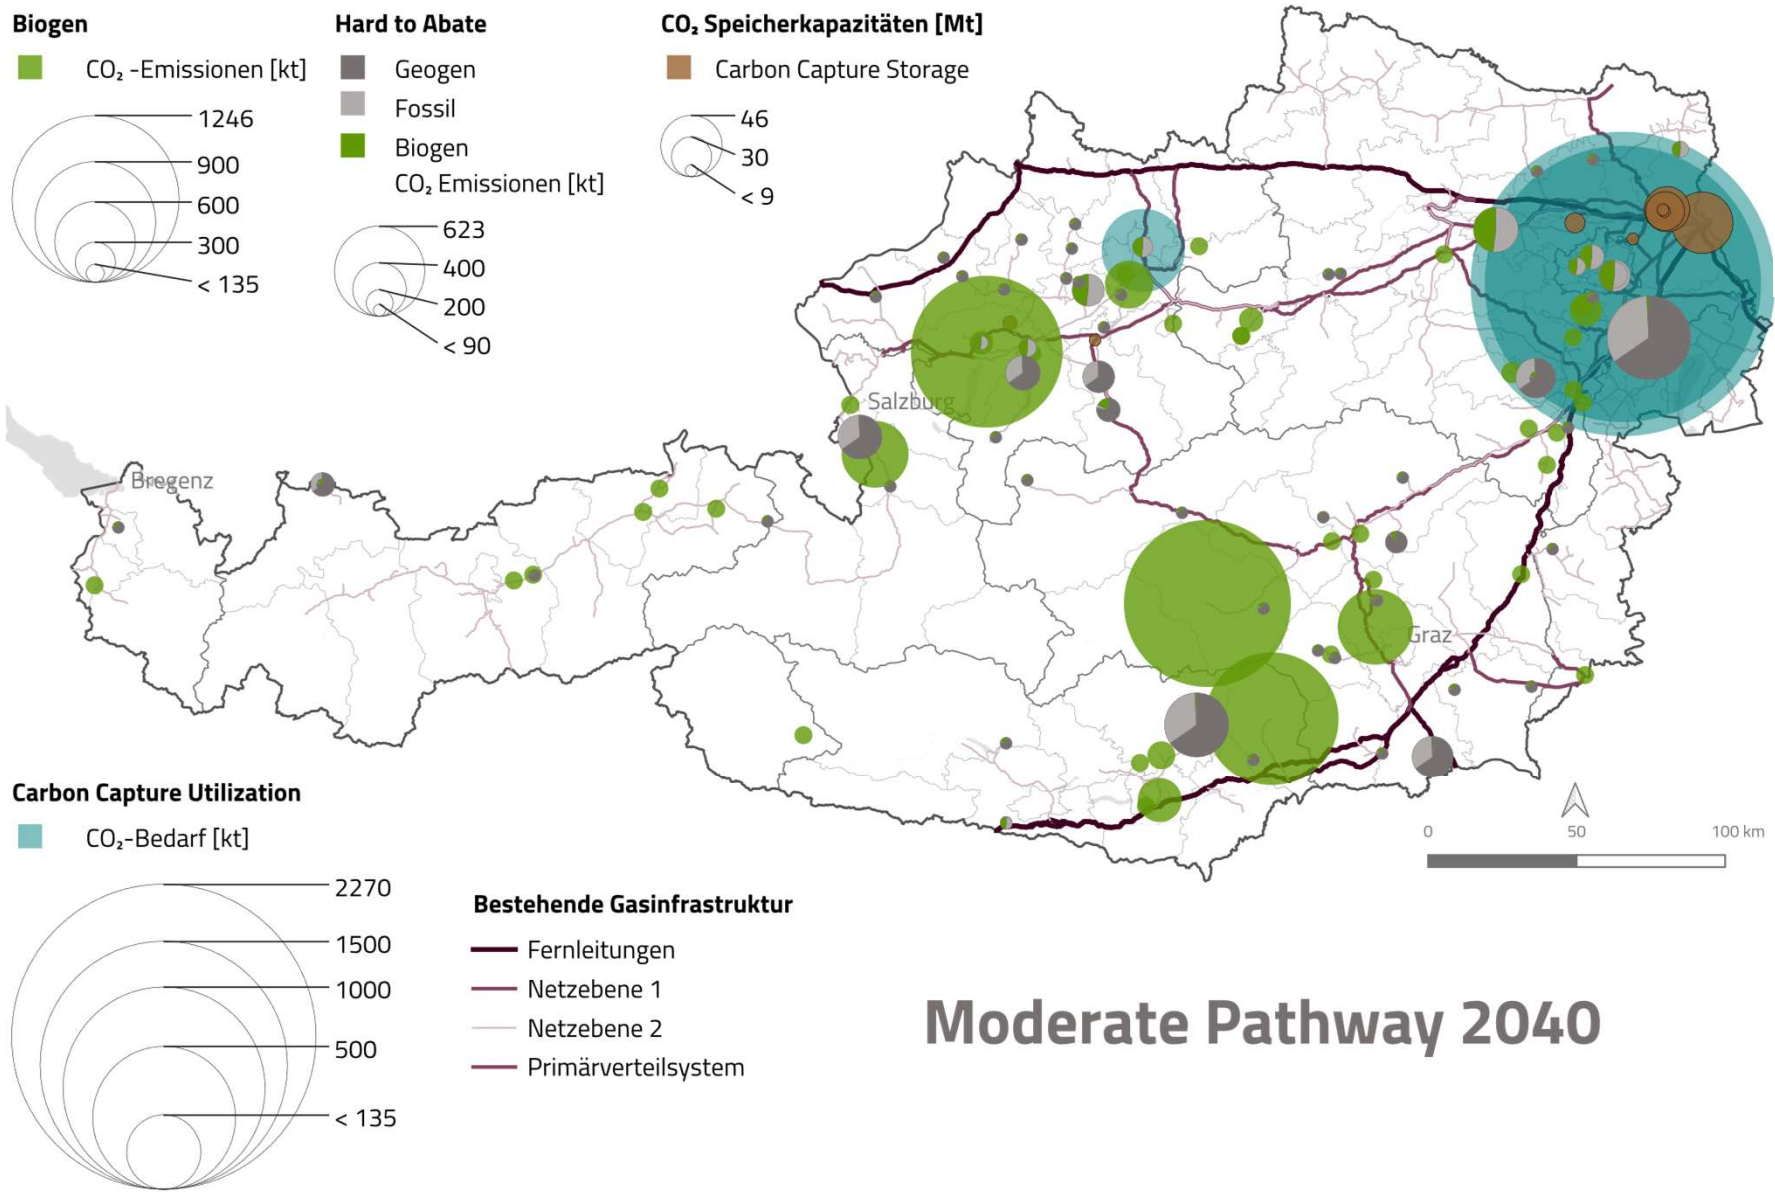 Biogen
CO₂ -Emissionen [kt]
1246
900
600
300
< 135
Hard to Abate
Geogen
Fossil
Biogen
CO₂ Emissionen [kt]
623
400
200
< 90
CO₂ Speicherkapazitäten [Mt]
Carbon Capture Storage
46
30
< 9
Salzburg
Bregenz
Graz
0 50 100 km
Carbon Capture Utilization
CO₂-Bedarf [kt]
2270
1500
1000
500
< 135
Bestehende Gasinfrastruktur
Fernleitungen
Netzebene 1
Netzebene 2
Primärverteilsystem
Moderate Pathway 2040